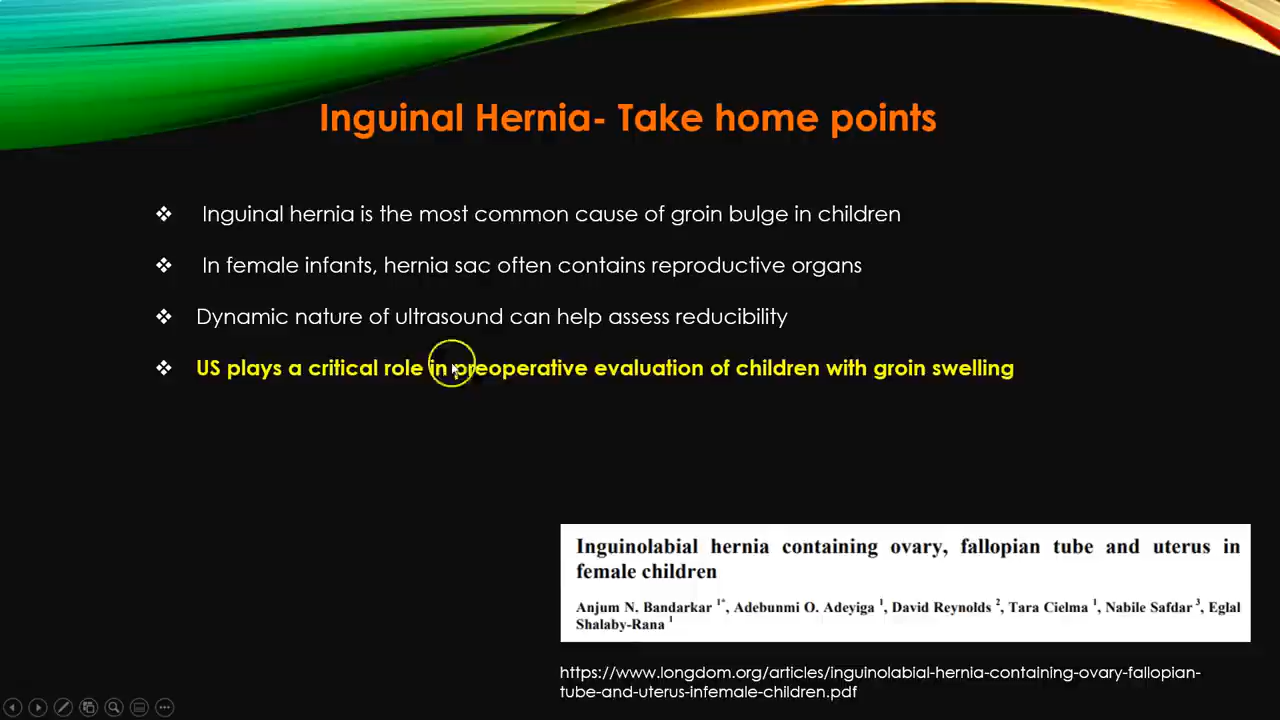 Inguinal Hernia- Take home points
❖ Inguinal hernia is the most common cause of groin bulge in children
❖ In female infants, hernia sac often contains reproductive organs
❖ Dynamic nature of ultrasound can help assess reducibility
❖ US plays a critical role in preoperative evaluation of children with groin swelling
Inguinolabial hernia containing ovary, fallopian tube and uterus in
female children
Anjum N. Bandarkar 1*, Adebunmi O. Adeyiga 1, David Reynolds 2, Tara Cielma 1, Nabile Safdar 3, Eglal
Shalaby-Rana 1
https://www.longdom.org/articles/inguinolabial-hernia-containing-ovary-fallopian-
tube-and-uterus-infemale-children.pdf